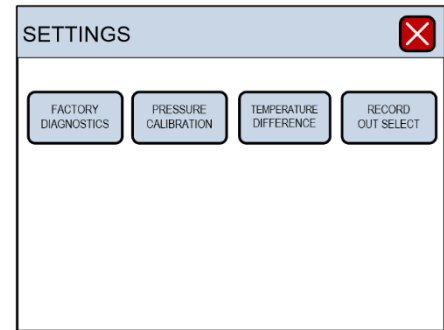 SETTINGS
FACTORY
DIAGNOSTICS
PRESSURE
CALIBRATION
TEMPERATURE
DIFFERENCE
RECORD
OUT SELECT